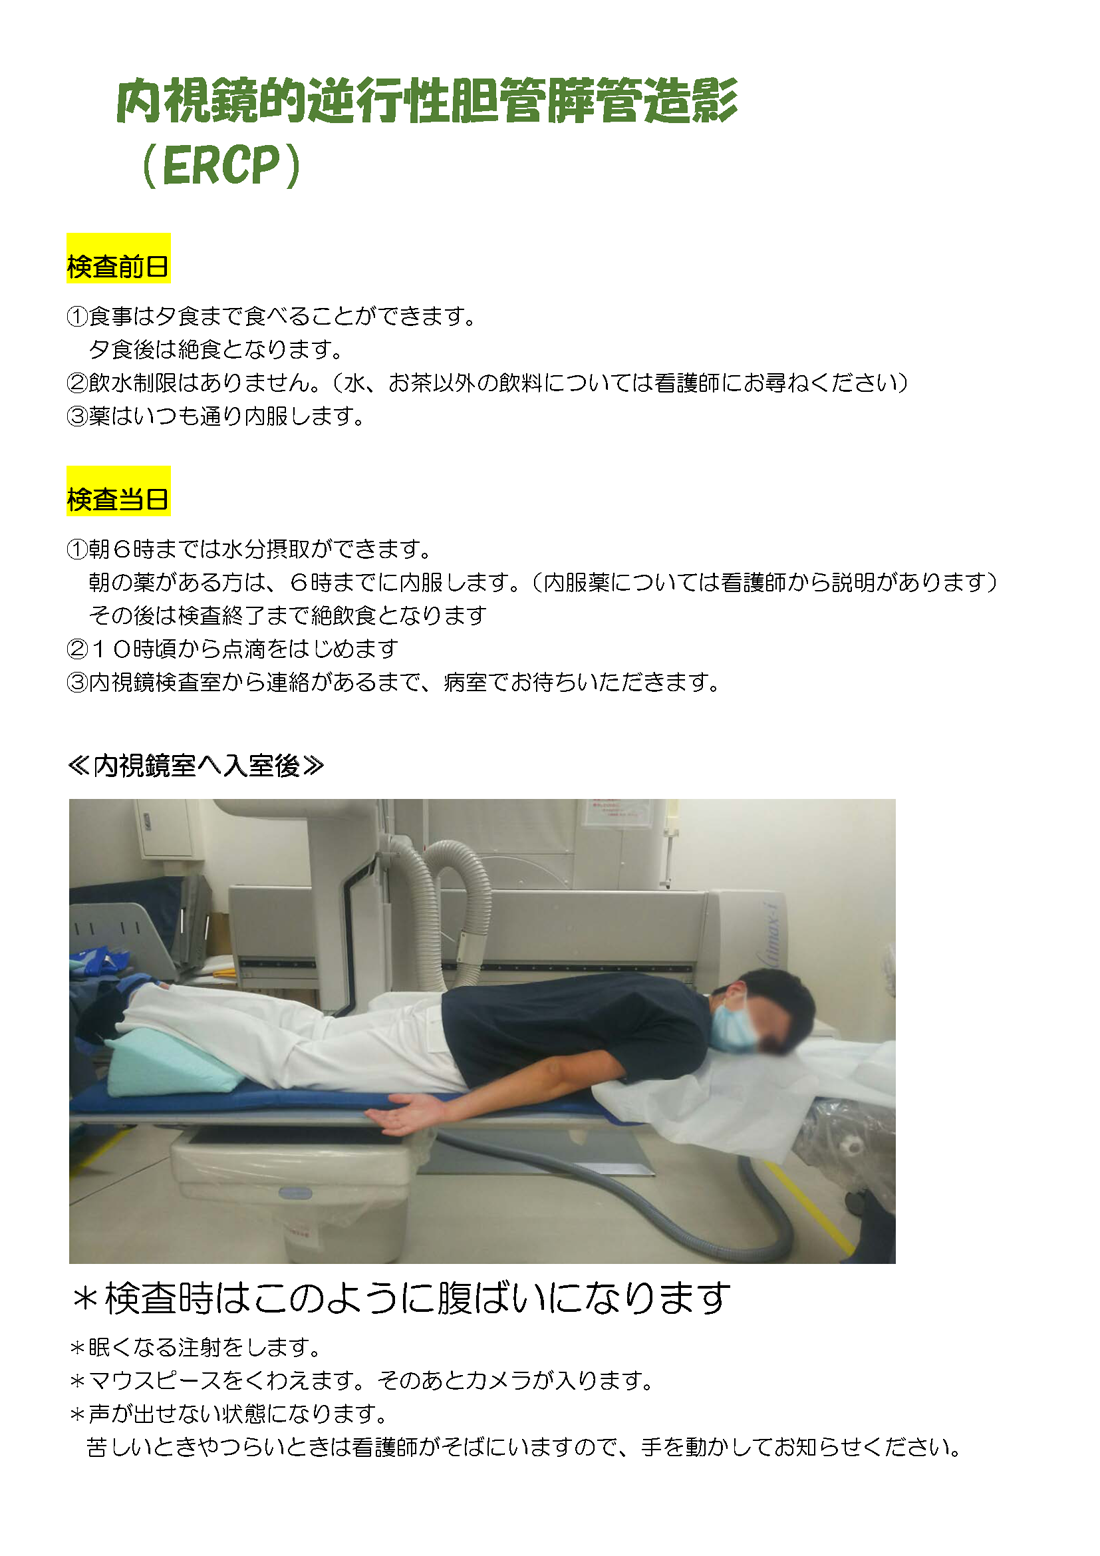 内視鏡的逆行性胆管膵管造影
（ERCP）
検査前日
①食事は夕食まで食べることができます。
夕食後は絶食となります。
②飲水制限はありません。（水、お茶以外の飲料については看護師にお尋ねください）
③薬はいつも通り内服します。
検査当日
①朝６時までは水分摂取ができます。
朝の薬がある方は、６時までに内服します。（内服薬については看護師から説明があります）
その後は検査終了まで絶飲食となります
②１０時頃から点滴をはじめます
③内視鏡検査室から連絡があるまで、病室でお待ちいただきます。
≪内視鏡室へ入室後≫
＊検査時はこのように腹ばいになります
＊眠くなる注射をします。
＊マウスピースをくわえます。そのあとカメラが入ります。
＊声が出せない状態になります。
苦しいときやつらいときは看護師がそばにいますので、手を動かしてお知らせください。